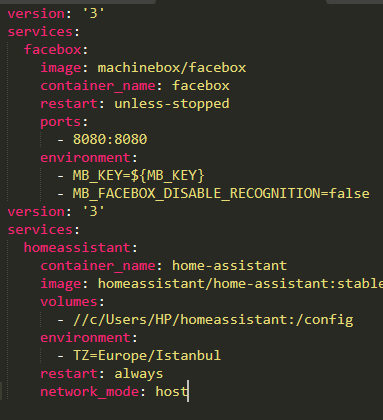 version: '3'
services:
  facebox:
    image: machinebox/facebox
    container_name: facebox
    restart: unless-stopped
    ports:
      - 8080:8080
    environment:
      - MB_KEY=${MB_KEY}
      - MB_FACEBOX_DISABLE_RECOGNITION=false
version: '3'
services:
  homeassistant:
    container_name: home-assistant
    image: homeassistant/home-assistant:stable
    volumes:
      - //c/Users/HP/homeassistant:/config
    environment:
      - TZ=Europe/Istanbul
    restart: always
    network_mode: host